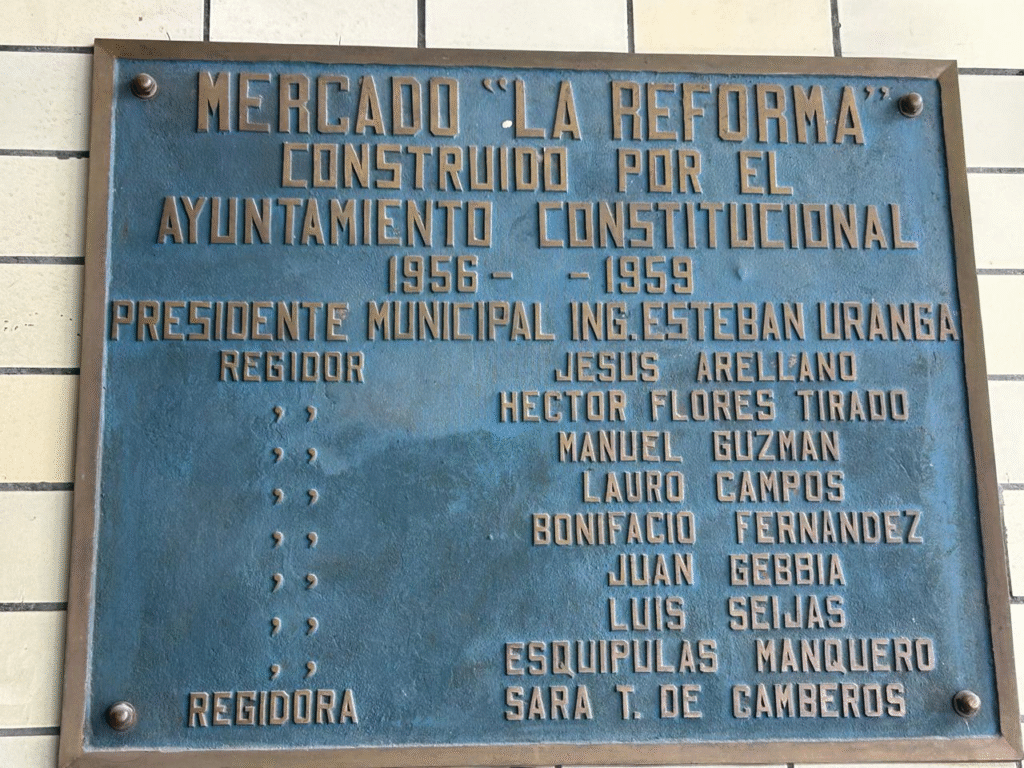 MERCADO "LA REFORMA"
CONSTRUIDO POR EL
AYUNTAMIENTO CONSTITUCIONAL
1956 - - 1959
PRESIDENTE MUNICIPAL ING. ESTEBAN URANGA
REGIDOR JESUS ARELLANO
, , HECTOR FLORES TIRADO
, , MANUEL GUZMAN
, , LAURO CAMPOS
, , BONIFACIO FERNANDEZ
, , JUAN GEBBIA
, , LUIS SEIJAS
, , ESQUIPULAS MANQUERO
REGIDORA SARA T. DE CAMBEROS